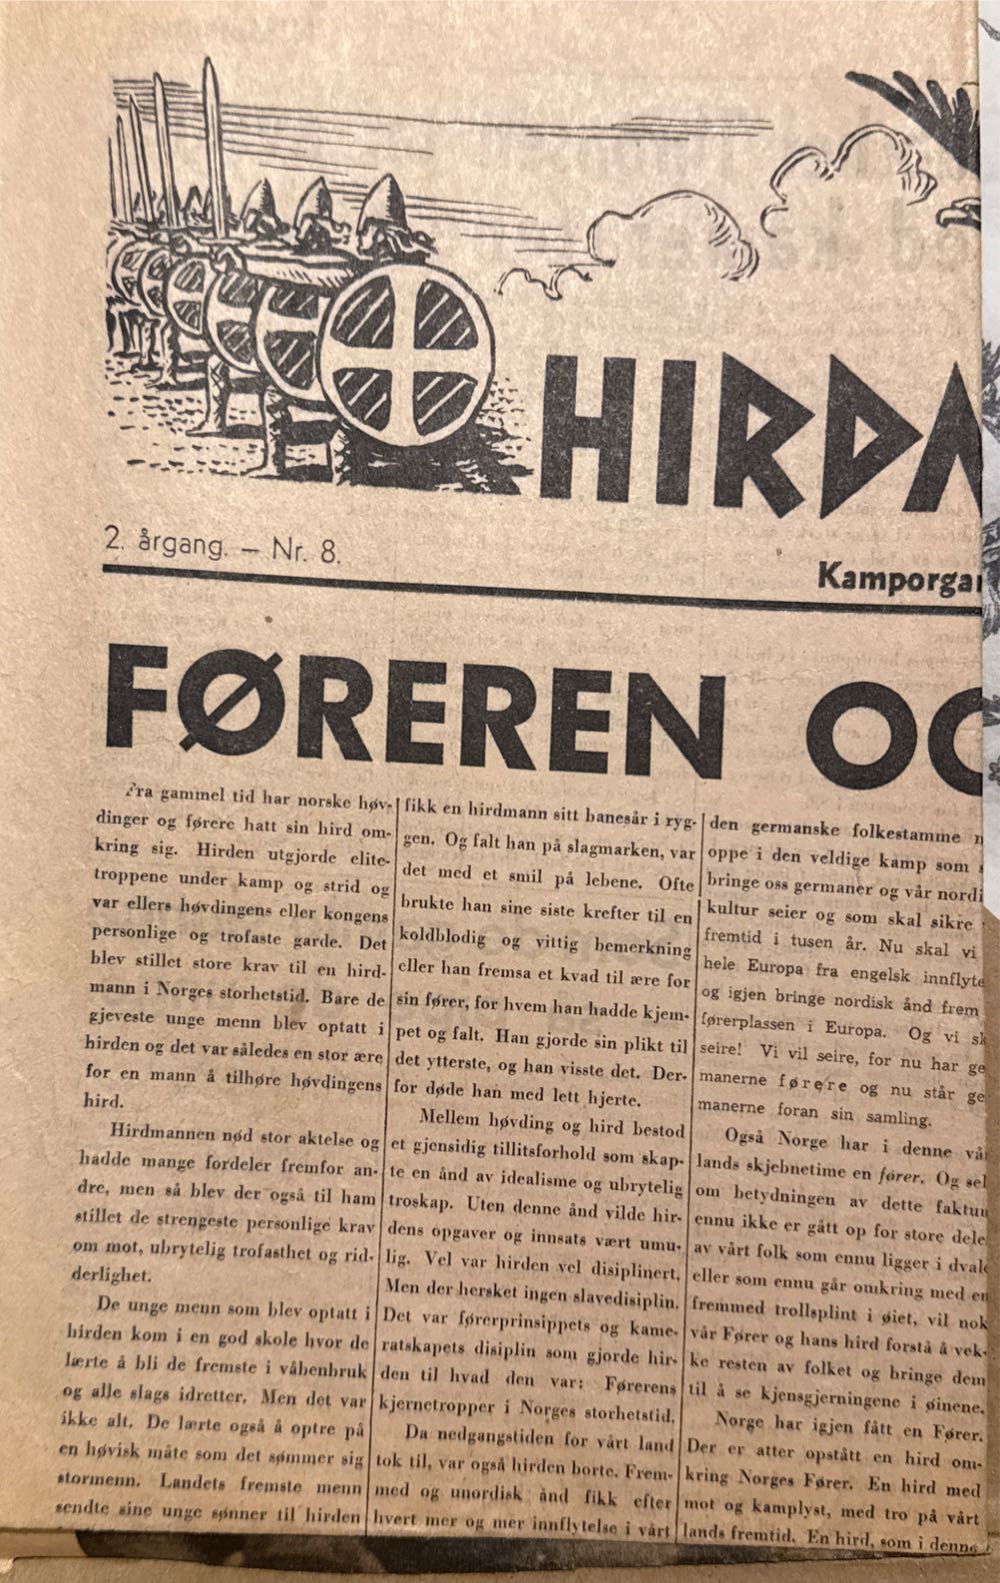 HIRD
2. årgang. — Nr. 8.
Kamporga
FØREREN
Fra gammel tid har norske høv-
dinger og førere hatt sin hird om-
kring sig. Hirden utgjorde elite-
troppene under kamp og strid og
var ellers høvdingens eller kongens
personlige og trofaste garde. Det
blev stillet store krav til en hird-
mann i Norges storhetstid. Bare de
gjeveste unge menn blev optatt i
hirden og det var således en stor ære
for en mann å tilhøre høvdingens
hird.
Hirdmannen nød stor aktelse og
hadde mange fordeler fremfor an-
dre, men så blev der også til ham
stillet de strengeste personlige krav
om mot, ubrytelig trofasthet og rid-
derlighet.
De unge menn som blev optatt i
hirden kom i en god skole hvor de
lærte å bli de fremste i våbenbruk
og alle slags idretter. Men det var
ikke alt. De lærte også å optre på
en høvisk måte som det sømmer sig
stormenn. Landets fremste menn
sendte sine unge sønner til hirden
fikk en hirdmann sitt banesår i ryg-
gen. Og falt han på slagmarken, var
det med et smil på lebene. Ofte
brukte han sine siste krefter til en
koldblodig og vittig bemerkning
eller han fremsa et kvad til ære for
sin fører, for hvem han hadde kjem-
pet og falt. Han gjorde sin plikt til
det ytterste, og han visste det. Der-
for døde han med lett hjerte.
Mellem høvding og hird bestod
et gjensidig tillitsforhold som skap-
te en ånd av idealisme og ubrytelig
troskap. Uten denne ånd vilde hir-
dens opgaver og innsats vært umu-
lig. Vel var hirden vel disiplinert.
Men der hersket ingen slavedisiplin.
Det var førerprinsippets og kame-
ratskapets disiplin som gjorde hir-
den til hvad den var: Førerens
kjernetropper i Norges storhetstid.
Da nedgangstiden for vårt land
tok til, var også hirden borte. Frem-
med og unordisk ånd fikk efter
hvert mer og mer innflytelse i vårt
den germanske folkestamme
oppe i den veldige kamp som
bringe oss germaner og vår nordi
kultur seier og som skal sikre
fremtid i tusen år. Nu skal vi
hele Europa fra engelsk innflyte
og igjen bringe nordisk ånd frem
førerplassen i Europa. Og vi sk
seire! Vi vil seire, for nu har ge
manerne førere og nu står ge
manerne foran sin samling.
Også Norge har i denne vå
lands skjebnetime en fører. Og sel
om betydningen av dette faktum
ennu ikke er gått op for store dele
av vårt folk som ennu ligger i dvale
eller som ennu går omkring med en
fremmed trollsplint i øiet, vil nok
vår Fører og hans hird forstå å vek-
ke resten av folket og bringe dem
til å se kjensgjerningene i øinene.
Norge har igjen fått en Fører.
Der er atter opstått en hird om-
kring Norges Fører. En hird med
mot og kamplyst, med tro på vårt
lands fremtid. En hird, som i denne